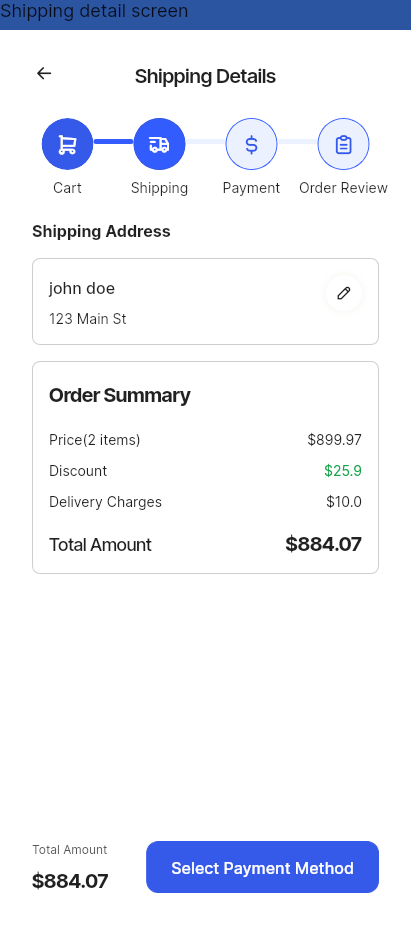 Shipping detail screen
Shipping Details
Cart Shipping Payment Order Review
Shipping Address
john doe
123 Main St
Order Summary
Price(2 items) $899.97
Discount $25.9
Delivery Charges $10.0
Total Amount $884.07
Total Amount
$884.07
Select Payment Method